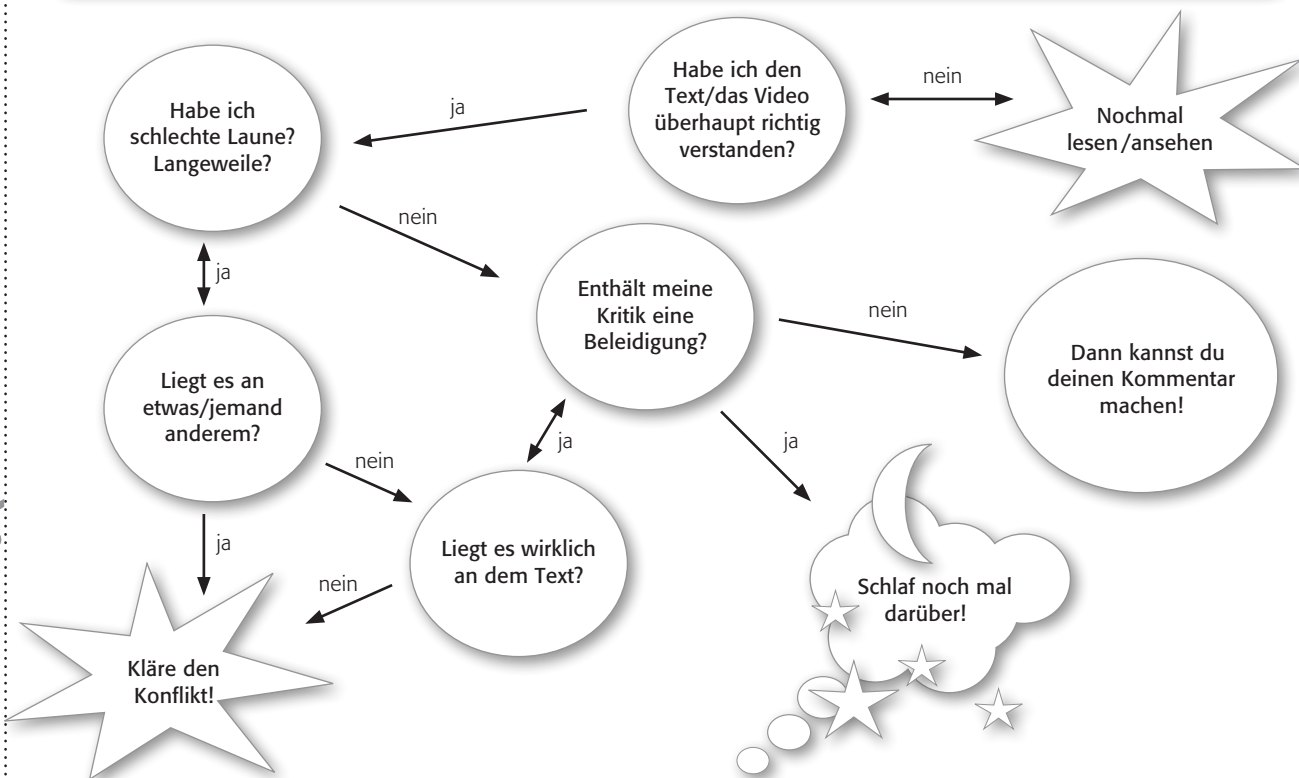 Habe ich den
Text/das Video
überhaupt richtig
verstanden?
nein
Nochmal
lesen/ansehen
ja
Habe ich
schlechte Laune?
Langeweile?
nein
ja
Enthält meine
Kritik eine
Beleidigung?
nein
Dann kannst du
deinen Kommentar
machen!
ja
Schlaf noch mal
darüber!
Liegt es an
etwas/jemand
anderem?
nein
ja
Liegt es wirklich
an dem Text?
ja
nein
Kläre den
Konflikt!